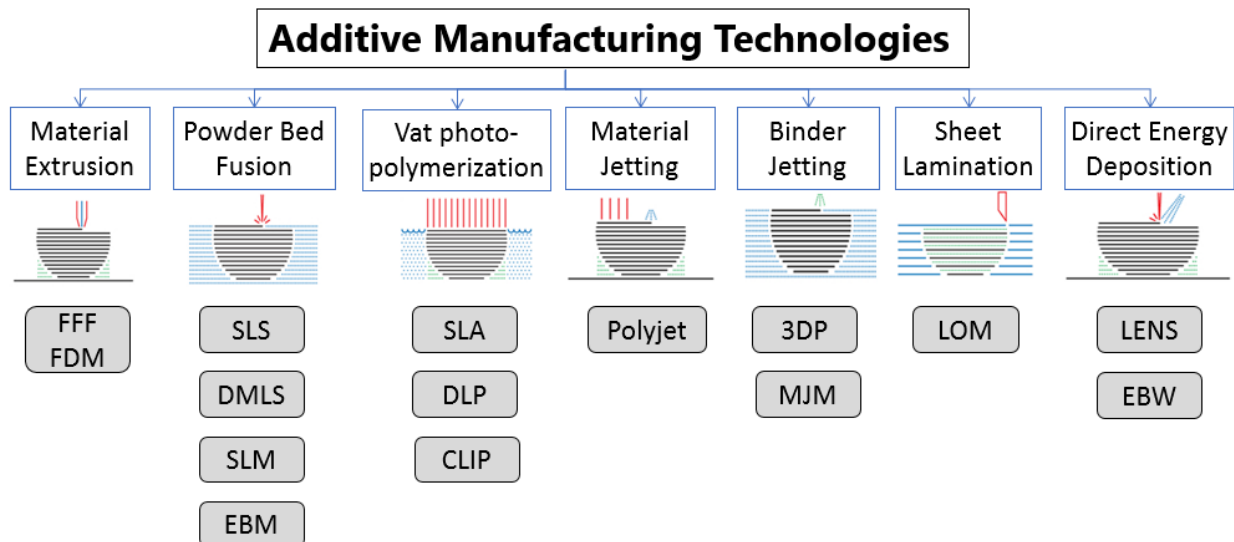 Additive Manufacturing Technologies
Material
Extrusion
Powder Bed
Fusion
Vat photo-
polymerization
Material
Jetting
Binder
Jetting
Sheet
Lamination
Direct Energy
Deposition
FFF
FDM
SLS
DMLS
SLM
EBM
SLA
DLP
CLIP
Polyjet
3DP
MJM
LOM
LENS
EBW